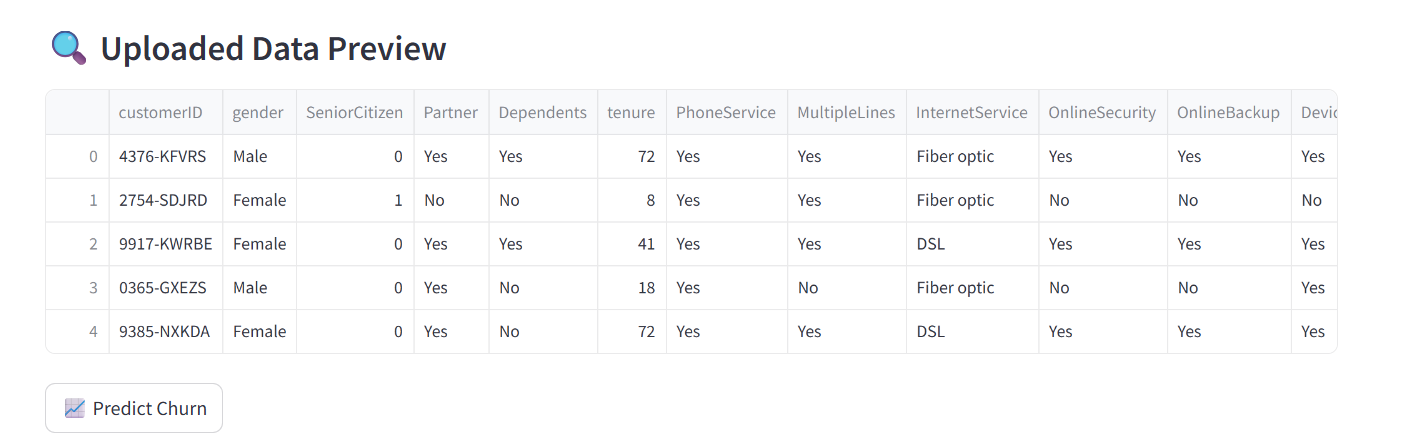 Uploaded Data Preview
customerID gender SeniorCitizen Partner Dependents tenure PhoneService MultipleLines InternetService OnlineSecurity OnlineBackup Devic
0 4376-KFVRS Male 0 Yes Yes 72 Yes Yes Fiber optic Yes Yes Yes
1 2754-SDJRD Female 1 No No 8 Yes Yes Fiber optic No No No
2 9917-KWRBE Female 0 Yes Yes 41 Yes Yes DSL Yes Yes Yes
3 0365-GXEZS Male 0 Yes No 18 Yes No Fiber optic No No Yes
4 9385-NXKDA Female 0 Yes No 72 Yes Yes DSL Yes Yes Yes
Predict Churn